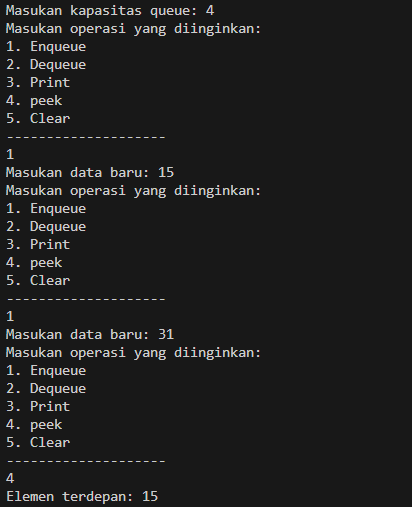 Masukan kapasitas queue: 4
Masukan operasi yang diinginkan:
1. Enqueue
2. Dequeue
3. Print
4. peek
5. Clear
--------------------
1
Masukan data baru: 15
Masukan operasi yang diinginkan:
1. Enqueue
2. Dequeue
3. Print
4. peek
5. Clear
--------------------
1
Masukan data baru: 31
Masukan operasi yang diinginkan:
1. Enqueue
2. Dequeue
3. Print
4. peek
5. Clear
--------------------
4
Elemen terdepan: 15